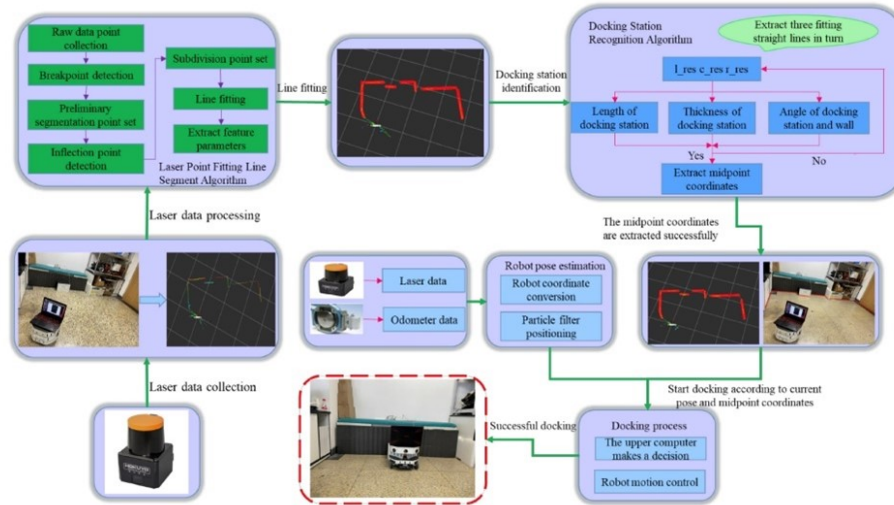 Raw data point
collection
Breakpoint detection
Preliminary
segmentation point set
Inflection point
detection
Subdivision point set
Line fitting
Extract feature
parameters
Laser Point Fitting Line
Segment Algorithm
Line fitting
Docking station
identification
Docking Station
Recognition Algorithm
Extract three fitting
straight lines in turn
l_res c_res r_res
Length of
docking station
Thickness of
docking station
Angle of docking
station and wall
Yes
No
Extract midpoint
coordinates
Laser data processing
The midpoint coordinates
are extracted successfully
Laser data
Odometer data
Robot pose estimation
Robot coordinate
conversion
Particle filter
positioning
Laser data collection
Start docking according to current
pose and midpoint coordinates
Successful docking
Docking process
The upper computer
makes a decision
Robot motion control